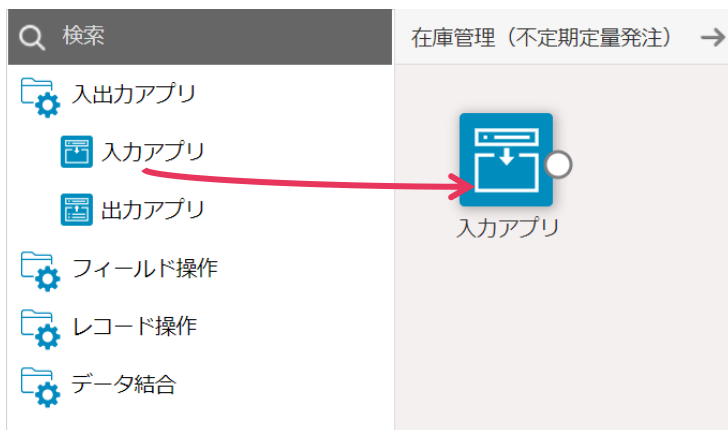 検索
入出力アプリ
入力アプリ
出力アプリ
フィールド操作
レコード操作
データ結合
在庫管理（不定期定量発注）
入力アプリ